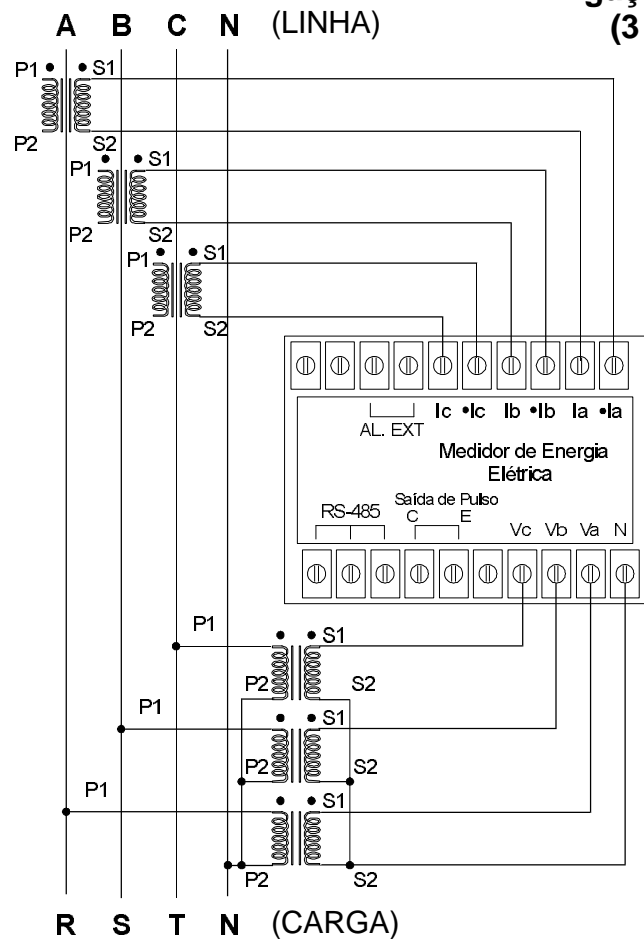 gaç
A B C N (LINHA) (3
P1 S1
P2 S2
P1 S1
P2 S2
P1 S1
P2 S2
Ic •Ic Ib •Ib Ia •Ia
AL. EXT
Medidor de Energia
Elétrica
Saída de Pulso
RS-485 C E
Vc Vb Va N
P1 S1
P2 S2
P1 S1
P2 S2
P1 S1
P2 S2
R S T N (CARGA)